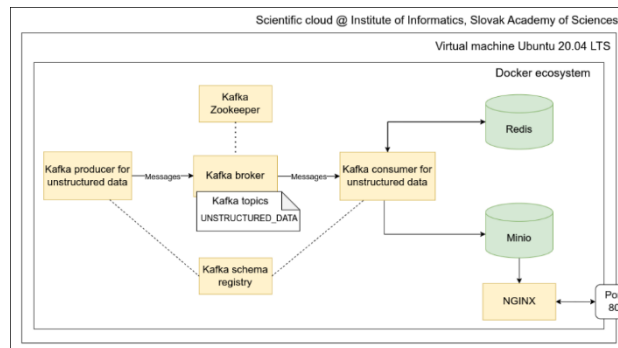 Scientific cloud @ Institute of Informatics, Slovak Academy of Sciences
Virtual machine Ubuntu 20.04 LTS
Docker ecosystem
Kafka
Zookeeper
Redis
Kafka producer for
unstructured data
Messages
Kafka broker
Messages
Kafka consumer for
unstructured data
Kafka topics
UNSTRUCTURED_DATA
Minio
Kafka schema
registry
NGINX